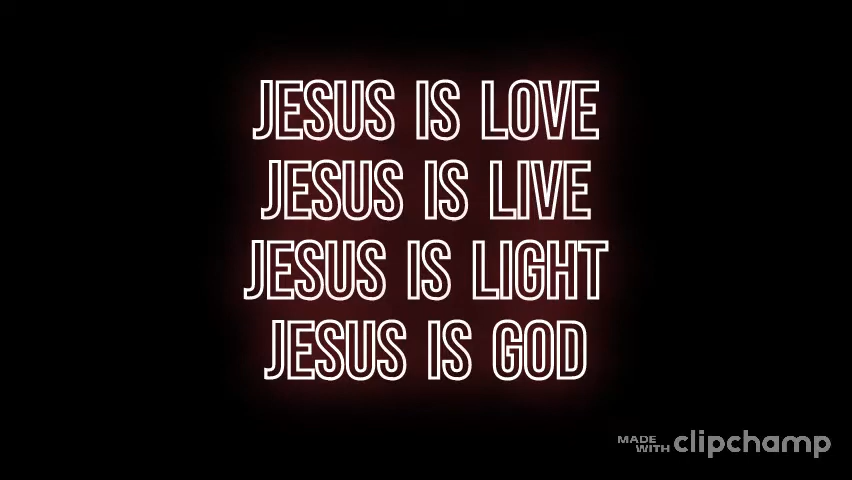 JESUS IS LOVE
JESUS IS LIVE
JESUS IS LIGHT
JESUS IS GOD
MADE WITH clipchamp